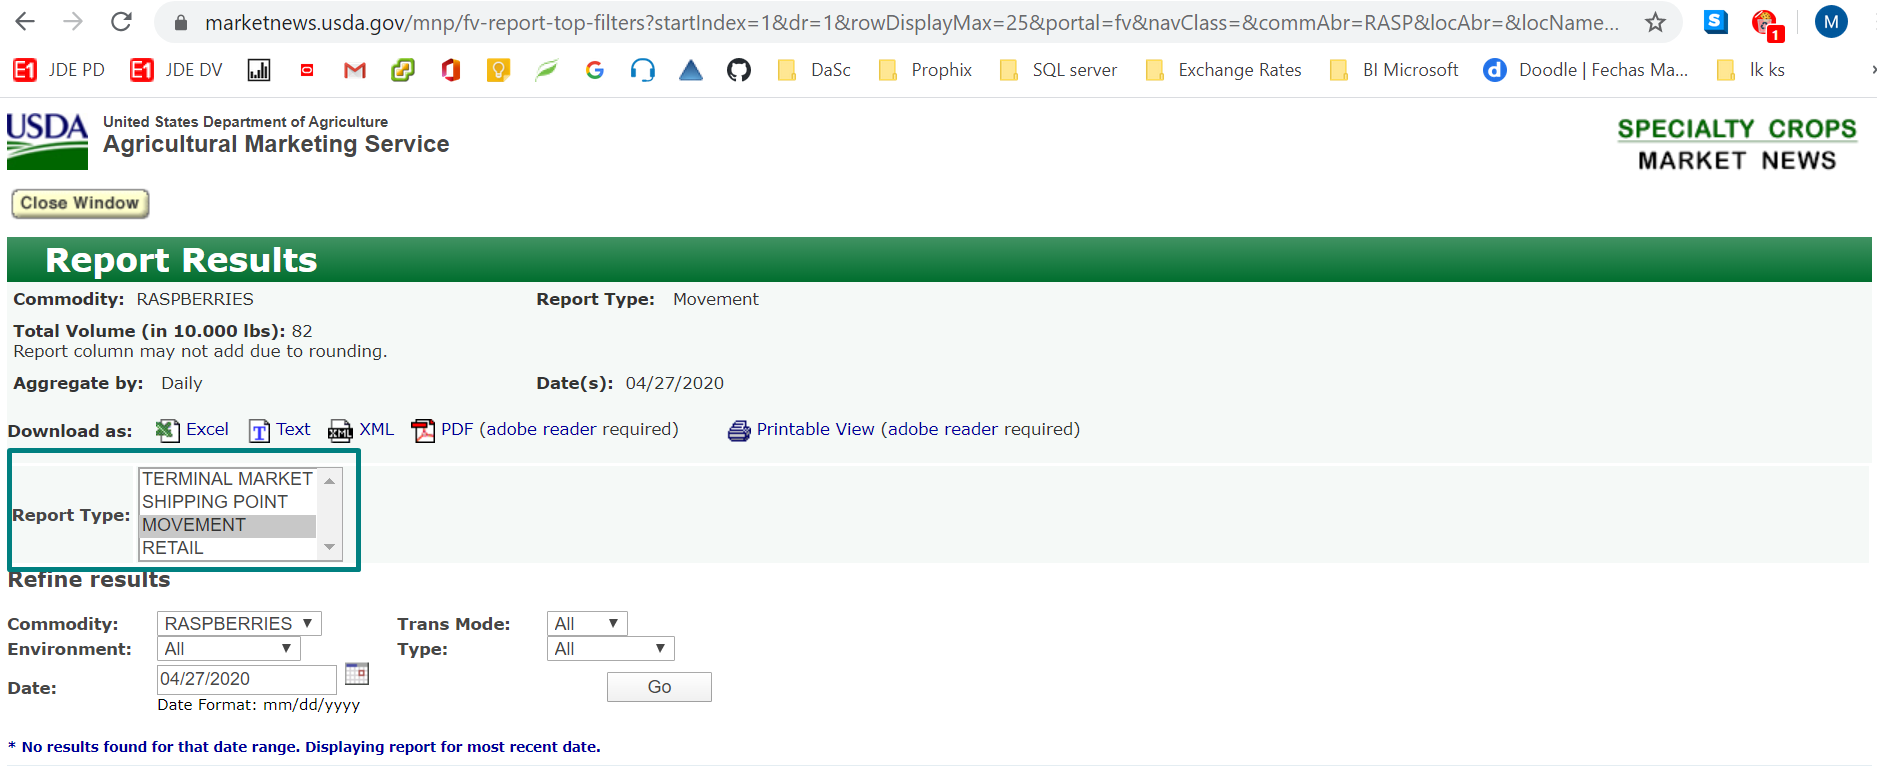 marketnews.usda.gov/mnp/fv-report-top-filters?startIndex=1&dr=1&rowDisplayMax=25&portal=fv&navClass=&commAbr=RASP&locAbr=&locName...
S
1
M
E1 JDE PD E1 JDE DV DaSc Prophix SQL server Exchange Rates BI Microsoft d Doodle | Fechas Ma... lk ks
USDA United States Department of Agriculture
Agricultural Marketing Service
SPECIALTY CROPS
MARKET NEWS
Close Window
Report Results
Commodity: RASPBERRIES Report Type: Movement
Total Volume (in 10.000 lbs): 82
Report column may not add due to rounding.
Aggregate by: Daily Date(s): 04/27/2020
Download as: Excel Text XML PDF (adobe reader required) Printable View (adobe reader required)
TERMINAL MARKET
SHIPPING POINT
Report Type: MOVEMENT
RETAIL
Refine results
Commodity: RASPBERRIES Trans Mode: All
Environment: All Type: All
Date: 04/27/2020 Go
Date Format: mm/dd/yyyy
* No results found for that date range. Displaying report for most recent date.